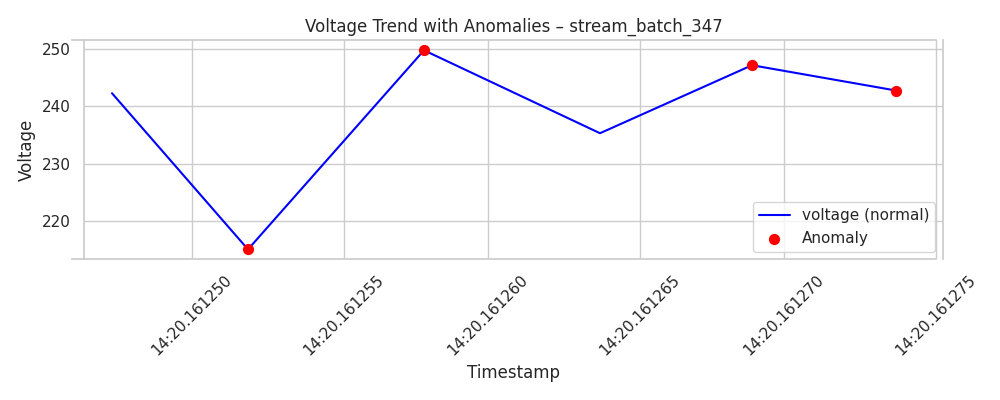 Voltage Trend with Anomalies – stream_batch_347
Voltage
250
240
230
220
voltage (normal)
Anomaly
14:20.161250
14:20.161255
14:20.161260
14:20.161265
14:20.161270
14:20.161275
Timestamp